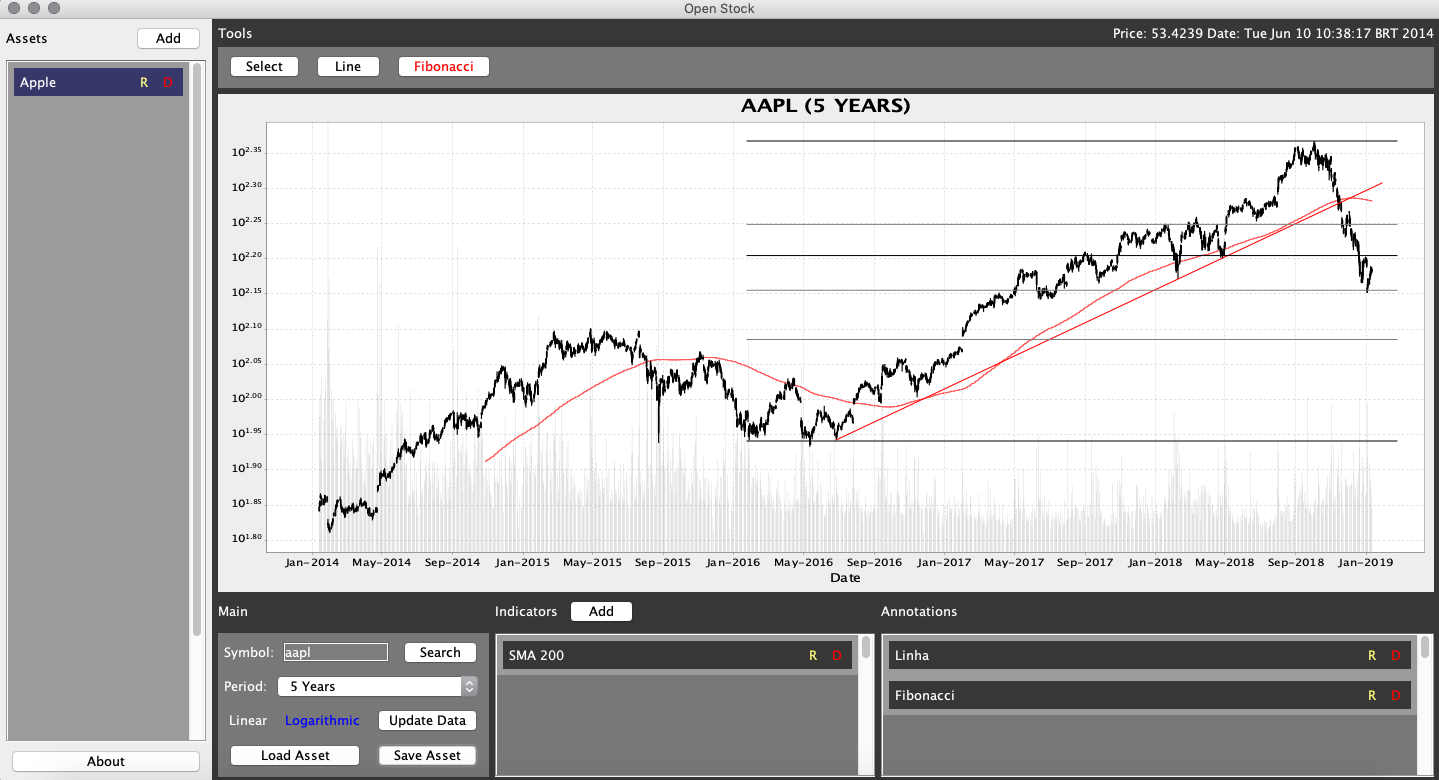 Open Stock
Assets Add
Apple R D
About
Tools Price: 53.4239 Date: Tue Jun 10 10:38:17 BRT 2014
Select Line Fibonacci
AAPL (5 YEARS)
10^2.35
10^2.30
10^2.25
10^2.20
10^2.15
10^2.10
10^2.05
10^2.00
10^1.95
10^1.90
10^1.85
10^1.80
Jan-2014 May-2014 Sep-2014 Jan-2015 May-2015 Sep-2015 Jan-2016 May-2016 Sep-2016 Jan-2017 May-2017 Sep-2017 Jan-2018 May-2018 Sep-2018 Jan-2019
Date
Main
Symbol: aapl Search
Period: 5 Years
Linear Logarithmic Update Data
Load Asset Save Asset
Indicators Add
SMA 200 R D
Annotations
Linha R D
Fibonacci R D